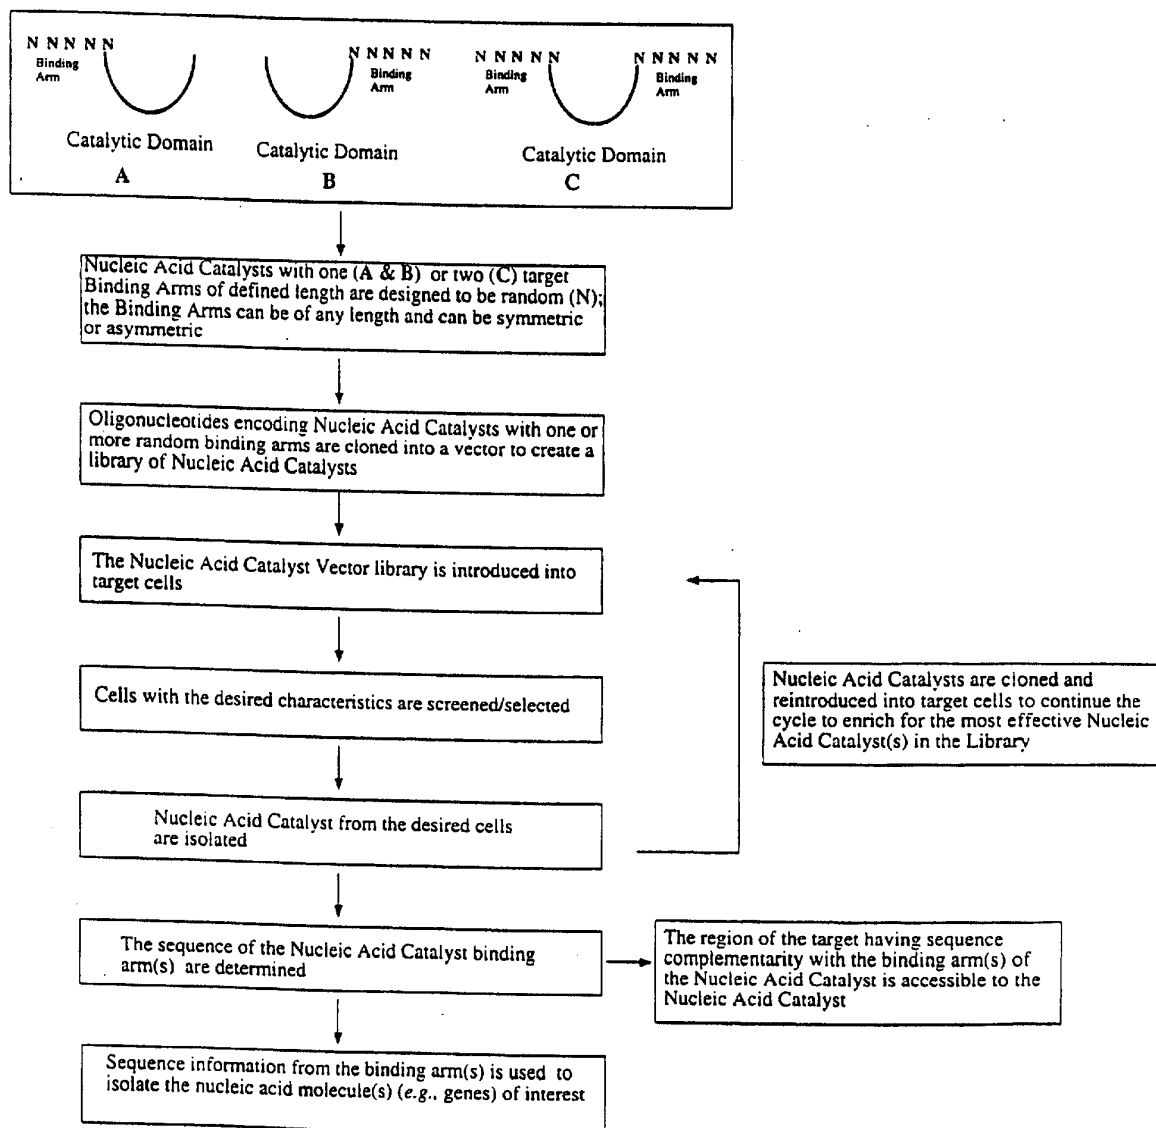 N N N N N
Binding
Arm
Catalytic Domain
A
N N N N N
Binding
Arm
Catalytic Domain
B
N N N N N
Binding
Arm
N N N N N
Binding
Arm
Catalytic Domain
C
Nucleic Acid Catalysts with one (A & B) or two (C) target
Binding Arms of defined length are designed to be random (N);
the Binding Arms can be of any length and can be symmetric
or asymmetric
Oligonucleotides encoding Nucleic Acid Catalysts with one or
more random binding arms are cloned into a vector to create a
library of Nucleic Acid Catalysts
The Nucleic Acid Catalyst Vector library is introduced into
target cells
Cells with the desired characteristics are screened/selected
Nucleic Acid Catalysts are cloned and
reintroduced into target cells to continue the
cycle to enrich for the most effective Nucleic
Acid Catalyst(s) in the Library
Nucleic Acid Catalyst from the desired cells
are isolated
The sequence of the Nucleic Acid Catalyst binding
arm(s) are determined
The region of the target having sequence
complementarity with the binding arm(s) of
the Nucleic Acid Catalyst is accessible to the
Nucleic Acid Catalyst
Sequence information from the binding arm(s) is used to
isolate the nucleic acid molecule(s) (e.g., genes) of interest